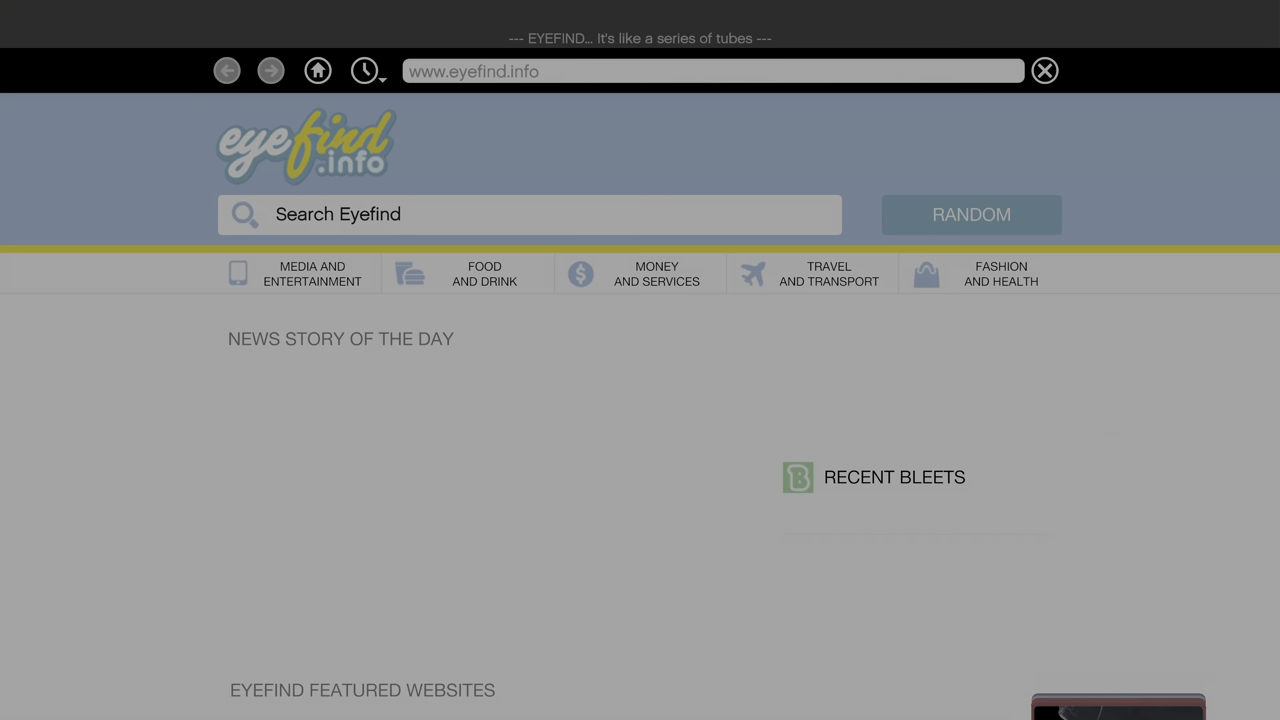 --- EYEFIND... It's like a series of tubes ---
www.eyefind.info
eyefind
.info
Search Eyefind
RANDOM
MEDIA AND
ENTERTAINMENT
FOOD
AND DRINK
MONEY
AND SERVICES
TRAVEL
AND TRANSPORT
FASHION
AND HEALTH
NEWS STORY OF THE DAY
B RECENT BLEETS
EYEFIND FEATURED WEBSITES